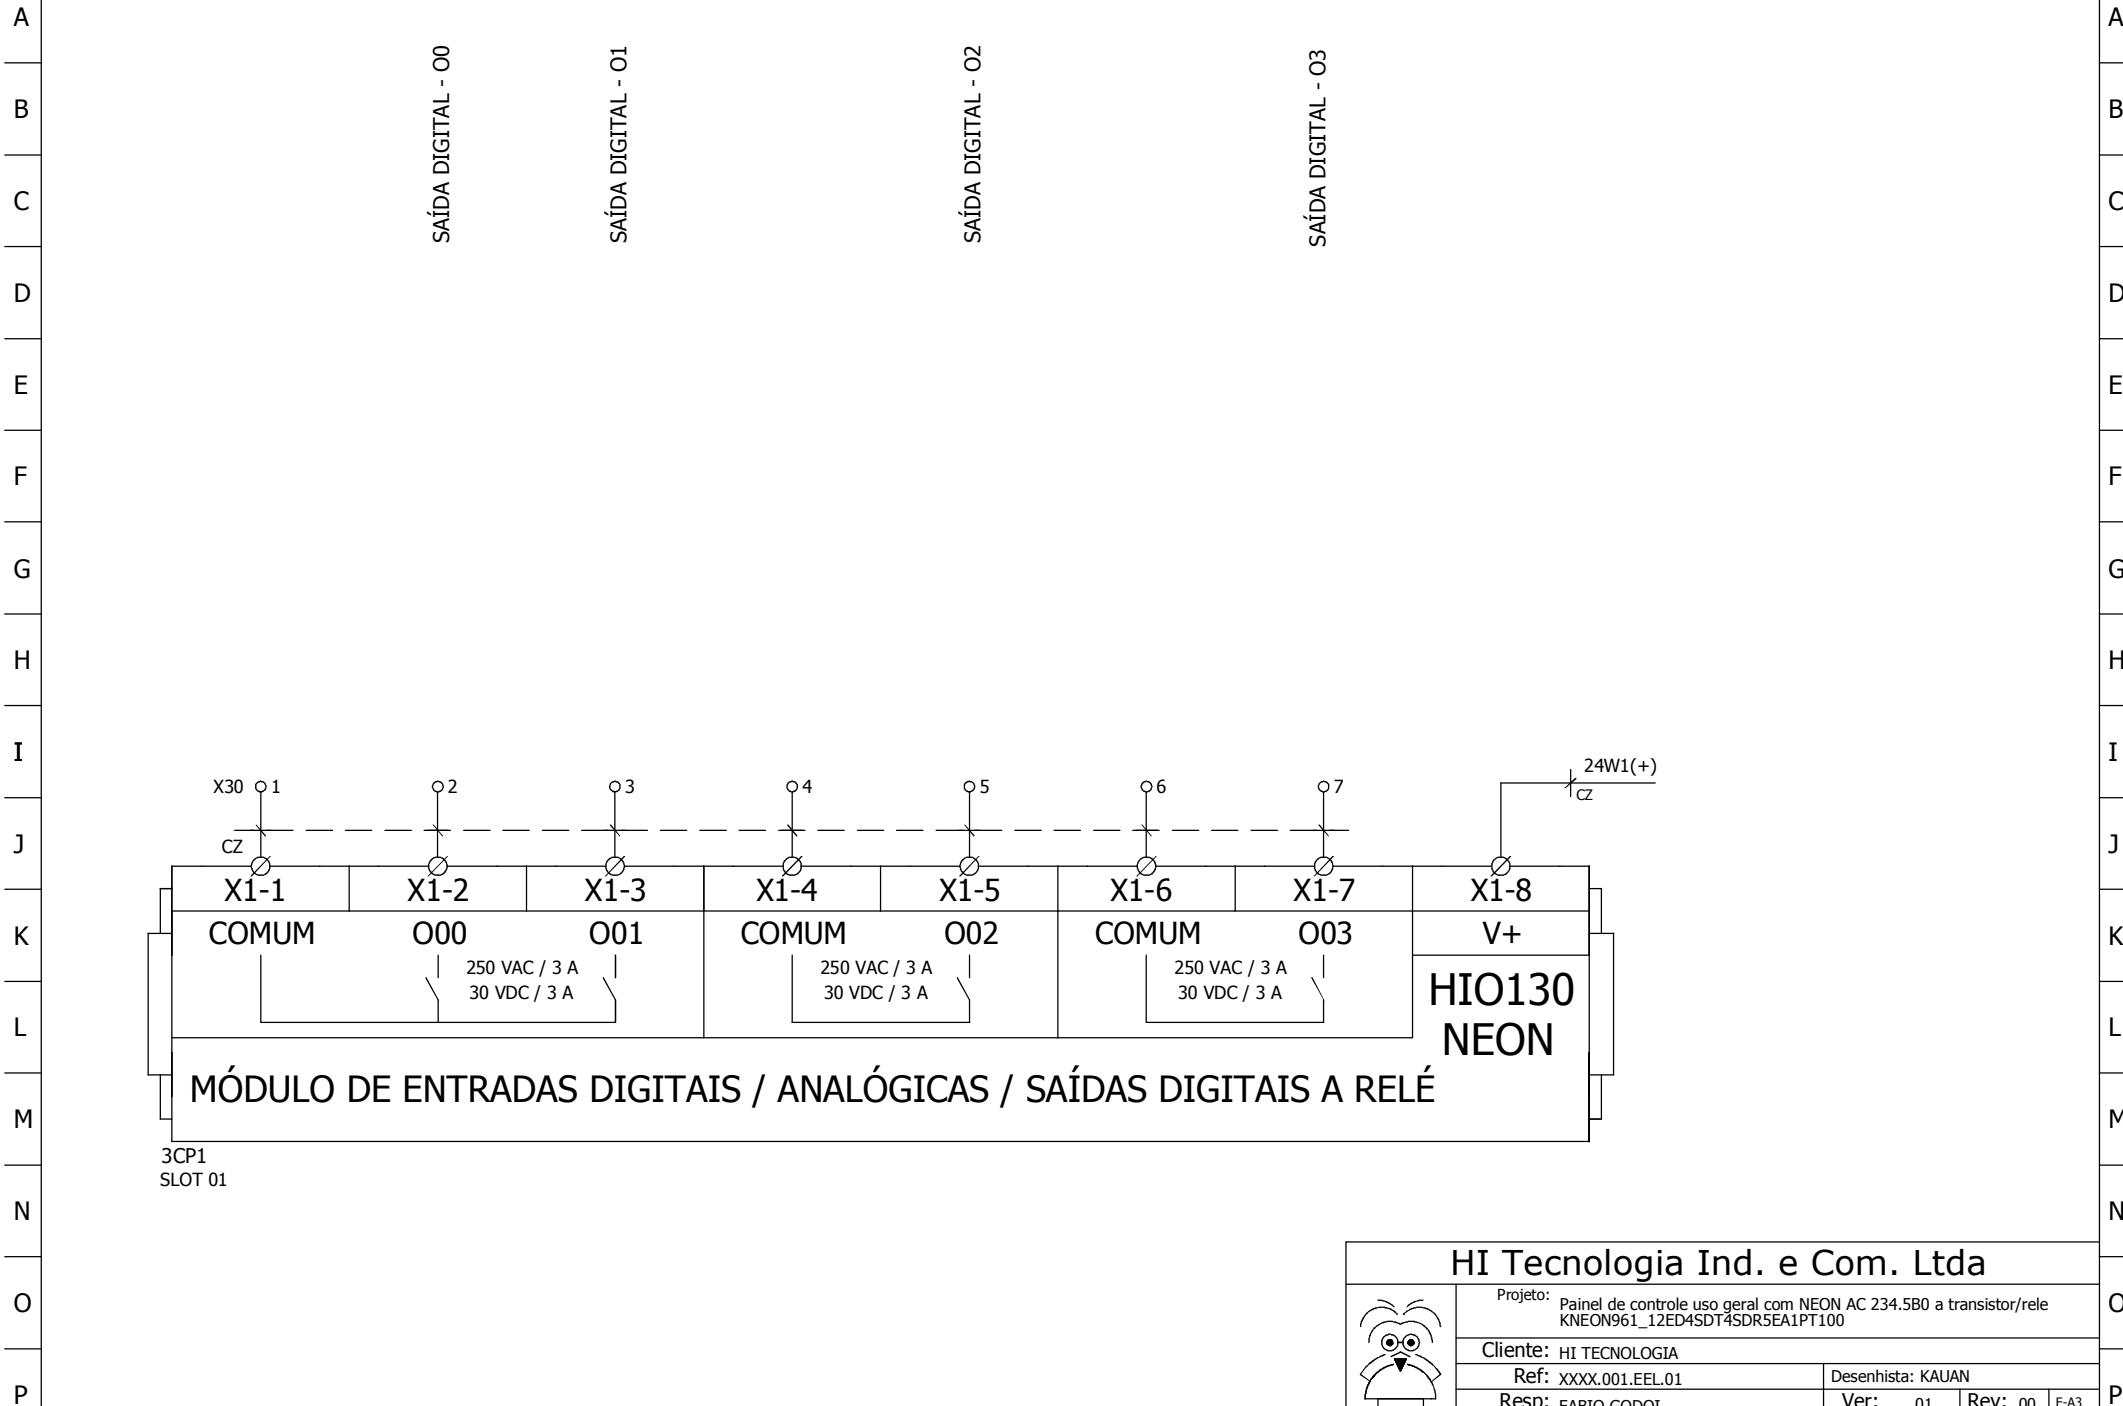 A A
SAÍDA DIGITAL - O0
SAÍDA DIGITAL - O1
SAÍDA DIGITAL - O2
SAÍDA DIGITAL - O3
B B
C C
D D
E E
F F
G G
H H
I I
24W1(+)
CZ
X30 1 2 3 4 5 6 7
J J
CZ
X1-1 X1-2 X1-3 X1-4 X1-5 X1-6 X1-7 X1-8
K K
COMUM O00 O01 COMUM O02 COMUM O03 V+
250 VAC / 3 A 250 VAC / 3 A 250 VAC / 3 A
30 VDC / 3 A 30 VDC / 3 A 30 VDC / 3 A
HIO130
NEON
L L
MÓDULO DE ENTRADAS DIGITAIS / ANALÓGICAS / SAÍDAS DIGITAIS A RELÉ
M M
3CP1
SLOT 01
N N
HI Tecnologia Ind. e Com. Ltda
O O
Projeto: Painel de controle uso geral com NEON AC 234.5B0 a transistor/rele
KNEON961_12ED4SDT4SDR5EA1PT100
Cliente: HI TECNOLOGIA
Ref: XXXX.001.EEL.01 Desenhista: KAUAN
P P
Resp: FABIO GODOI Ver: 01 Rev: 00 F-A3